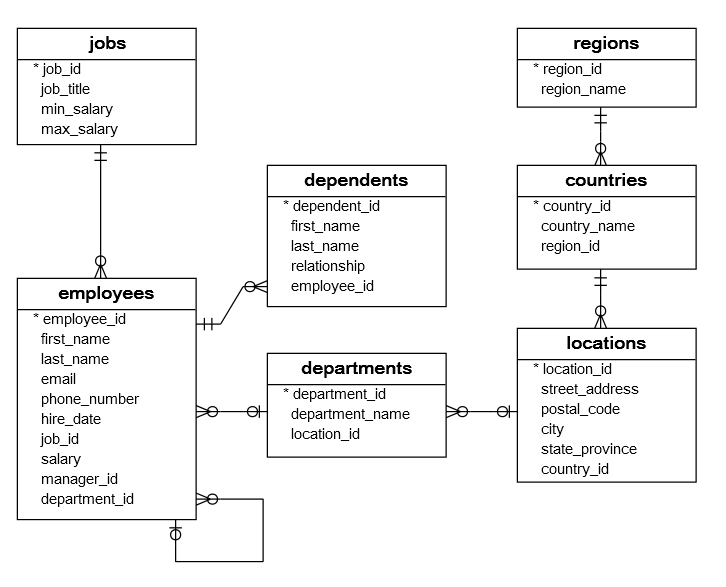 jobs
* job_id
job_title
min_salary
max_salary
regions
* region_id
region_name
dependents
* dependent_id
first_name
last_name
relationship
employee_id
countries
* country_id
country_name
region_id
employees
* employee_id
first_name
last_name
email
phone_number
hire_date
job_id
salary
manager_id
department_id
departments
* department_id
department_name
location_id
locations
* location_id
street_address
postal_code
city
state_province
country_id